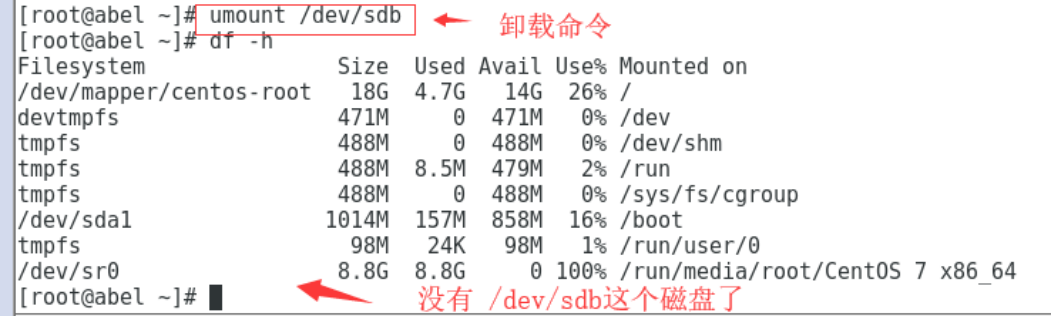 [root@abel ~]# umount /dev/sdb 卸载命令
[root@abel ~]# df -h
Filesystem Size Used Avail Use% Mounted on
/dev/mapper/centos-root 18G 4.7G 14G 26% /
devtmpfs 471M 0 471M 0% /dev
tmpfs 488M 0 488M 0% /dev/shm
tmpfs 488M 8.5M 479M 2% /run
tmpfs 488M 0 488M 0% /sys/fs/cgroup
/dev/sda1 1014M 157M 858M 16% /boot
tmpfs 98M 24K 98M 1% /run/user/0
/dev/sr0 8.8G 8.8G 0 100% /run/media/root/CentOS 7 x86_64
[root@abel ~]# 没有 /dev/sdb这个磁盘了